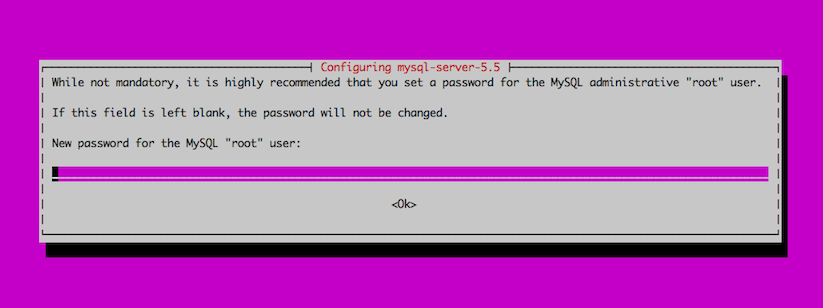 Configuring mysql-server-5.5
While not mandatory, it is highly recommended that you set a password for the MySQL administrative "root" user.
If this field is left blank, the password will not be changed.
New password for the MySQL "root" user:
<Ok>